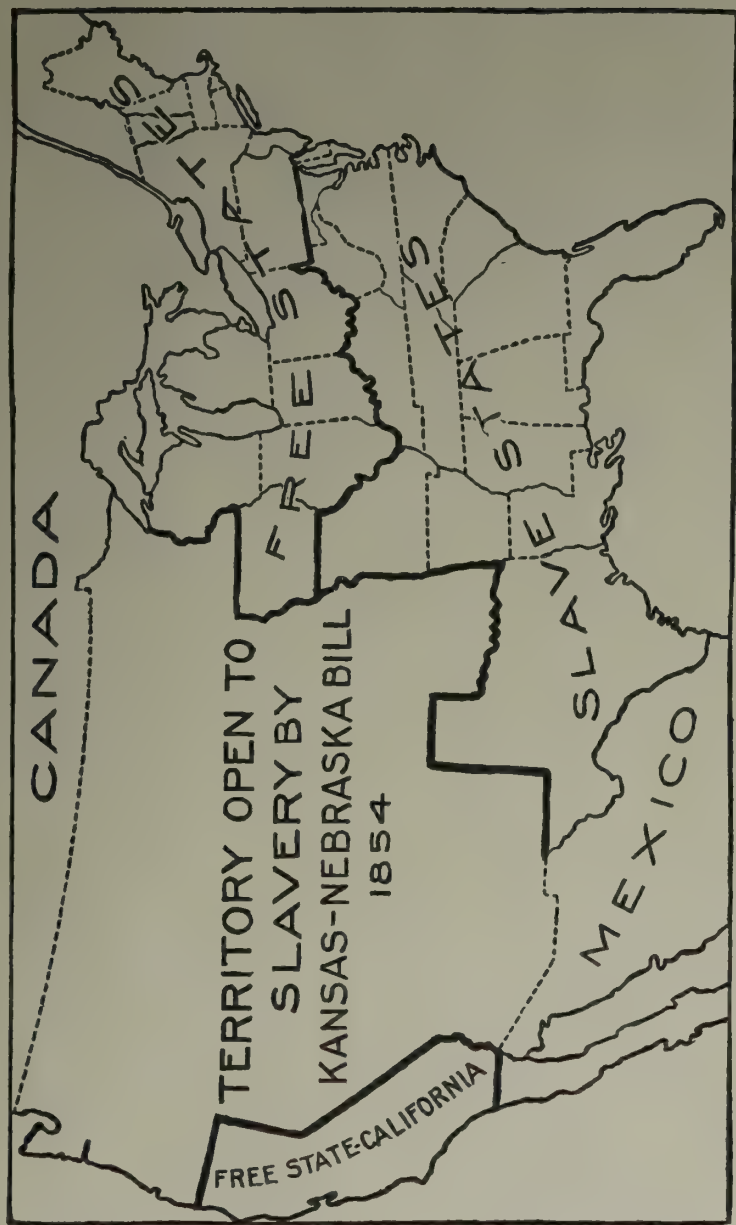 CANADA
FREE STATES
TERRITORY OPEN TO
SLAVERY BY
KANSAS-NEBRASKA BILL
1854
SLAVE STATES
FREE STATE-CALIFORNIA
MEXICO